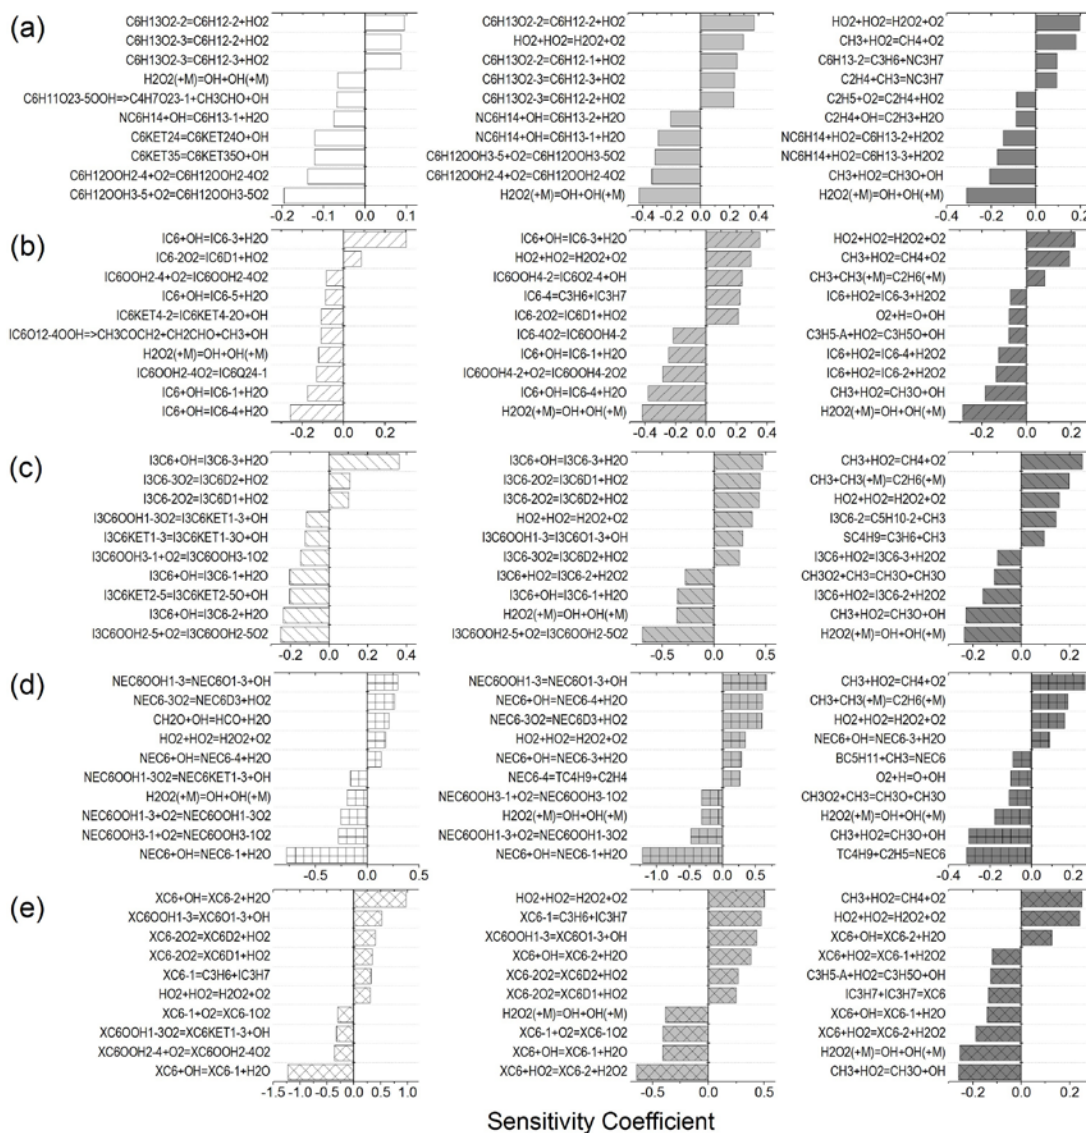 (a)
C6H13O2-2=C6H12-2+HO2
C6H13O2-3=C6H12-2+HO2
C6H13O2-3=C6H12-3+HO2
H2O2(+M)=OH+OH(+M)
C6H11O23-5OOH=>C4H7O23-1+CH3CHO+OH
NC6H14+OH=C6H13-1+H2O
C6KET24=C6KET24O+OH
C6KET35=C6KET35O+OH
C6H12OOH2-4+O2=C6H12OOH2-4O2
C6H12OOH3-5+O2=C6H12OOH3-5O2
-0.2 -0.1 0.0 0.1
C6H13O2-2=C6H12-2+HO2
HO2+HO2=H2O2+O2
C6H13O2-2=C6H12-1+HO2
C6H13O2-3=C6H12-3+HO2
C6H13O2-3=C6H12-2+HO2
NC6H14+OH=C6H13-2+H2O
NC6H14+OH=C6H13-1+H2O
C6H12OOH3-5+O2=C6H12OOH3-5O2
C6H12OOH2-4+O2=C6H12OOH2-4O2
H2O2(+M)=OH+OH(+M)
-0.4 -0.2 0.0 0.2 0.4
HO2+HO2=H2O2+O2
CH3+HO2=CH4+O2
C6H13-2=C3H6+NC3H7
C2H4+CH3=NC3H7
C2H5+O2=C2H4+HO2
C2H4+OH=C2H3+H2O
NC6H14+HO2=C6H13-2+H2O2
NC6H14+HO2=C6H13-3+H2O2
CH3+HO2=CH3O+OH
H2O2(+M)=OH+OH(+M)
-0.4 -0.2 0.0 0.2
(b)
IC6+OH=IC6-3+H2O
IC6-2O2=IC6D1+HO2
IC6OOH2-4+O2=IC6OOH2-4O2
IC6+OH=IC6-5+H2O
IC6KET4-2=IC6KET4-2O+OH
IC6O12-4OOH=>CH3COCH2+CH2CHO+CH3+OH
H2O2(+M)=OH+OH(+M)
IC6OOH2-4O2=IC6Q24-1
IC6+OH=IC6-1+H2O
IC6+OH=IC6-4+H2O
-0.2 0.0 0.2
IC6+OH=IC6-3+H2O
HO2+HO2=H2O2+O2
IC6OOH4-2=IC6O2-4+OH
IC6-4=C3H6+IC3H7
IC6-2O2=IC6D1+HO2
IC6-4O2=IC6OOH4-2
IC6+OH=IC6-1+H2O
IC6OOH4-2+O2=IC6OOH4-2O2
IC6+OH=IC6-4+H2O
H2O2(+M)=OH+OH(+M)
-0.4 -0.2 0.0 0.2 0.4
HO2+HO2=H2O2+O2
CH3+HO2=CH4+O2
CH3+CH3(+M)=C2H6(+M)
IC6+HO2=IC6-3+H2O2
O2+H=O+OH
C3H5-A+HO2=C3H5O+OH
IC6+HO2=IC6-4+H2O2
IC6+HO2=IC6-2+H2O2
CH3+HO2=CH3O+OH
H2O2(+M)=OH+OH(+M)
-0.2 0.0 0.2
(c)
I3C6+OH=I3C6-3+H2O
I3C6-3O2=I3C6D2+HO2
I3C6-2O2=I3C6D1+HO2
I3C6OOH1-3O2=I3C6KET1-3+OH
I3C6KET1-3=I3C6KET1-3O+OH
I3C6OOH3-1+O2=I3C6OOH3-1O2
I3C6+OH=I3C6-1+H2O
I3C6KET2-5=I3C6KET2-5O+OH
I3C6+OH=I3C6-2+H2O
I3C6OOH2-5+O2=I3C6OOH2-5O2
-0.2 0.0 0.2 0.4
I3C6+OH=I3C6-3+H2O
I3C6-2O2=I3C6D1+HO2
I3C6-2O2=I3C6D2+HO2
HO2+HO2=H2O2+O2
I3C6OOH1-3=I3C6O1-3+OH
I3C6-3O2=I3C6D2+HO2
I3C6+HO2=I3C6-2+H2O2
I3C6+OH=I3C6-1+H2O
H2O2(+M)=OH+OH(+M)
I3C6OOH2-5+O2=I3C6OOH2-5O2
-0.5 0.0 0.5
CH3+HO2=CH4+O2
CH3+CH3(+M)=C2H6(+M)
HO2+HO2=H2O2+O2
I3C6-2=C5H10-2+CH3
SC4H9=C3H6+CH3
I3C6+HO2=I3C6-3+H2O2
CH3O2+CH3=CH3O+CH3O
I3C6+HO2=I3C6-2+H2O2
CH3+HO2=CH3O+OH
H2O2(+M)=OH+OH(+M)
-0.2 0.0 0.2
(d)
NEC6OOH1-3=NEC6O1-3+OH
NEC6-3O2=NEC6D3+HO2
CH2O+OH=HCO+H2O
HO2+HO2=H2O2+O2
NEC6+OH=NEC6-4+H2O
NEC6OOH1-3O2=NEC6KET1-3+OH
H2O2(+M)=OH+OH(+M)
NEC6OOH1-3+O2=NEC6OOH1-3O2
NEC6OOH3-1+O2=NEC6OOH3-1O2
NEC6+OH=NEC6-1+H2O
-0.5 0.0 0.5
NEC6OOH1-3=NEC6O1-3+OH
NEC6+OH=NEC6-4+H2O
NEC6-3O2=NEC6D3+HO2
HO2+HO2=H2O2+O2
NEC6+OH=NEC6-3+H2O
NEC6-4=TC4H9+C2H4
NEC6OOH3-1+O2=NEC6OOH3-1O2
H2O2(+M)=OH+OH(+M)
NEC6OOH1-3+O2=NEC6OOH1-3O2
NEC6+OH=NEC6-1+H2O
-1.0 -0.5 0.0 0.5
CH3+HO2=CH4+O2
CH3+CH3(+M)=C2H6(+M)
HO2+HO2=H2O2+O2
NEC6+OH=NEC6-3+H2O
BC5H11+CH3=NEC6
O2+H=O+OH
CH3O2+CH3=CH3O+CH3O
H2O2(+M)=OH+OH(+M)
CH3+HO2=CH3O+OH
TC4H9+C2H5=NEC6
-0.4 -0.2 0.0 0.2
(e)
XC6+OH=XC6-2+H2O
XC6OOH1-3=XC6O1-3+OH
XC6-2O2=XC6D2+HO2
XC6-2O2=XC6D1+HO2
XC6-1=C3H6+IC3H7
HO2+HO2=H2O2+O2
XC6-1+O2=XC6-1O2
XC6OOH1-3O2=XC6KET1-3+OH
XC6OOH2-4+O2=XC6OOH2-4O2
XC6+OH=XC6-1+H2O
-1.5 -1.0 -0.5 0.0 0.5 1.0
HO2+HO2=H2O2+O2
XC6-1=C3H6+IC3H7
XC6OOH1-3=XC6O1-3+OH
XC6+OH=XC6-2+H2O
XC6-2O2=XC6D2+HO2
XC6-2O2=XC6D1+HO2
H2O2(+M)=OH+OH(+M)
XC6-1+O2=XC6-1O2
XC6+OH=XC6-1+H2O
XC6+HO2=XC6-2+H2O2
-0.5 0.0 0.5
CH3+HO2=CH4+O2
HO2+HO2=H2O2+O2
XC6+OH=XC6-2+H2O
XC6+HO2=XC6-1+H2O2
C3H5-A+HO2=C3H5O+OH
IC3H7+IC3H7=XC6
XC6+OH=XC6-1+H2O
XC6+HO2=XC6-2+H2O2
H2O2(+M)=OH+OH(+M)
CH3+HO2=CH3O+OH
-0.2 0.0 0.2
Sensitivity Coefficient